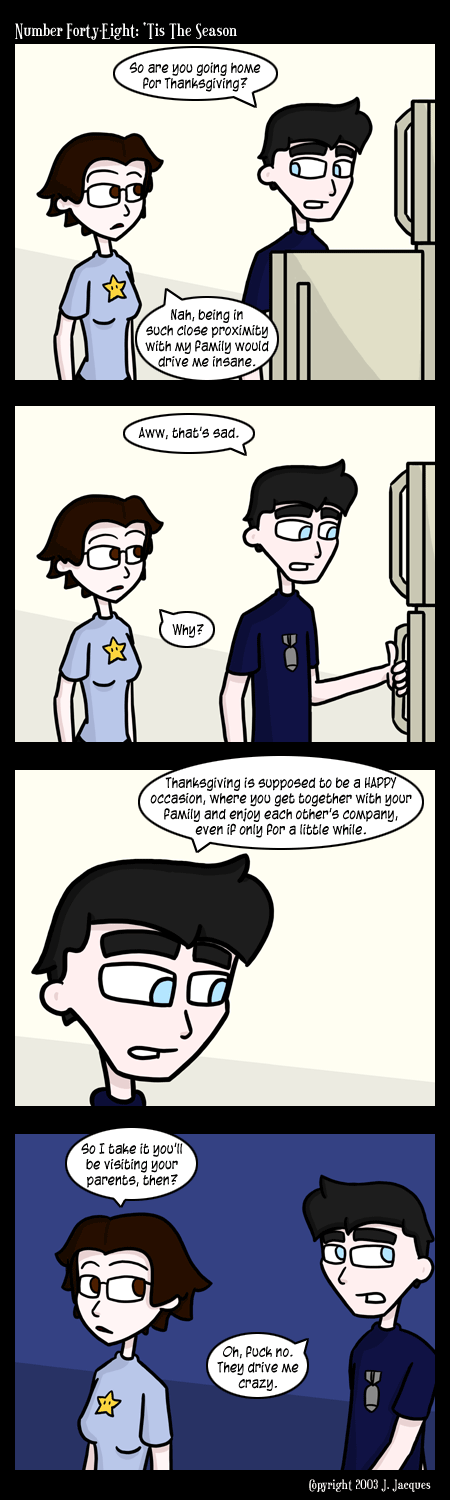 Number Forty-Eight: 'Tis The Season
So are you going home
for Thanksgiving?
Nah, being in
such close proximity
with my family would
drive me insane.
Aww, that's sad.
Why?
Thanksgiving is supposed to be a HAPPY
occasion, where you get together with your
family and enjoy each other's company,
even if only for a little while.
So I take it you'll
be visiting your
parents, then?
Oh, fuck no.
They drive me
crazy.
Copyright 2003 J. Jacques